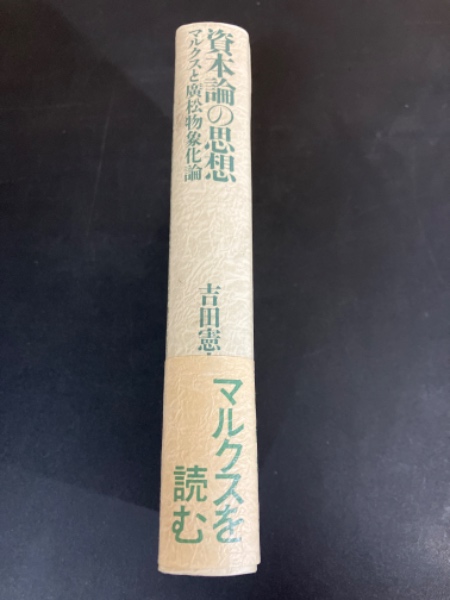 資本論の思想
マルクスと廣松物象化論
吉田憲
マルクスを
読む